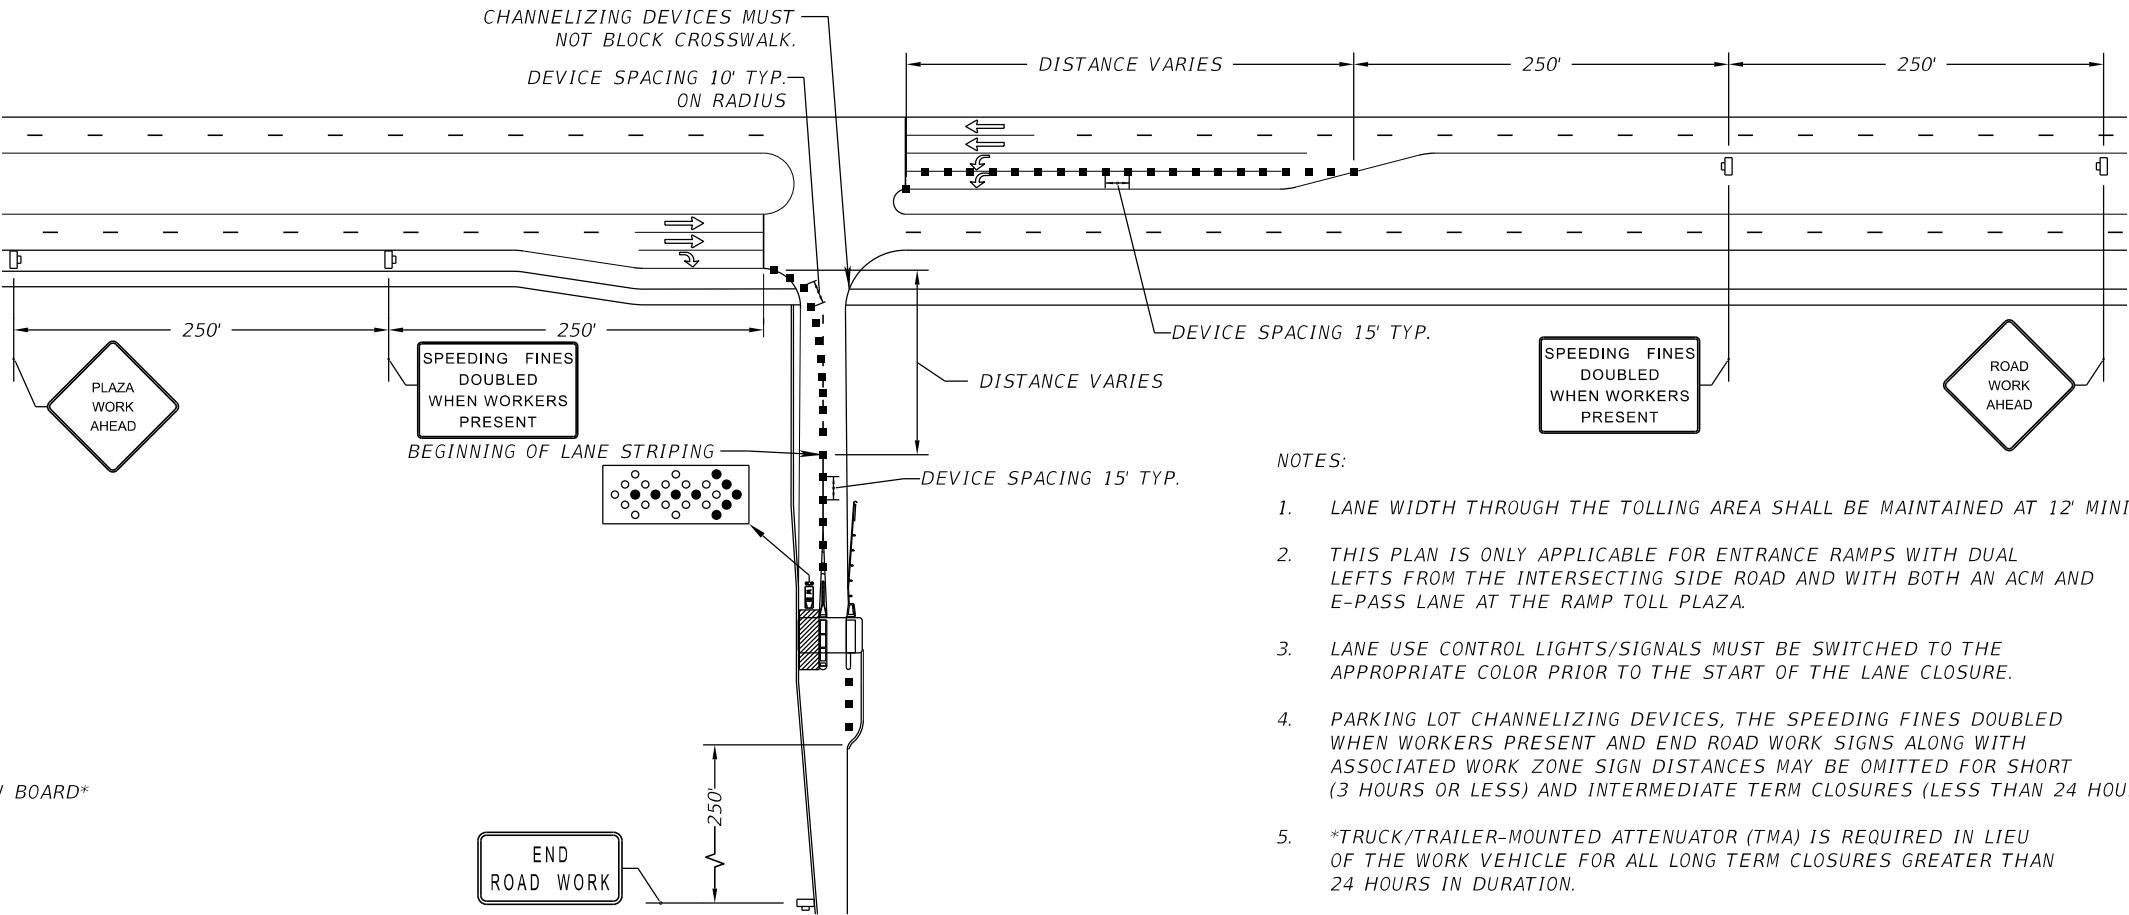 CHANNELIZING DEVICES MUST
NOT BLOCK CROSSWALK.
DEVICE SPACING 10' TYP.
ON RADIUS
DISTANCE VARIES
250'
250'
250'
250'
DEVICE SPACING 15' TYP.
PLAZA
WORK
AHEAD
SPEEDING FINES
DOUBLED
WHEN WORKERS
PRESENT
DISTANCE VARIES
SPEEDING FINES
DOUBLED
WHEN WORKERS
PRESENT
ROAD
WORK
AHEAD
BEGINNING OF LANE STRIPING
DEVICE SPACING 15' TYP.
NOTES:
1. LANE WIDTH THROUGH THE TOLLING AREA SHALL BE MAINTAINED AT 12' MINI
2. THIS PLAN IS ONLY APPLICABLE FOR ENTRANCE RAMPS WITH DUAL
LEFTS FROM THE INTERSECTING SIDE ROAD AND WITH BOTH AN ACM AND
E-PASS LANE AT THE RAMP TOLL PLAZA.
3. LANE USE CONTROL LIGHTS/SIGNALS MUST BE SWITCHED TO THE
APPROPRIATE COLOR PRIOR TO THE START OF THE LANE CLOSURE.
4. PARKING LOT CHANNELIZING DEVICES, THE SPEEDING FINES DOUBLED
WHEN WORKERS PRESENT AND END ROAD WORK SIGNS ALONG WITH
ASSOCIATED WORK ZONE SIGN DISTANCES MAY BE OMITTED FOR SHORT
(3 HOURS OR LESS) AND INTERMEDIATE TERM CLOSURES (LESS THAN 24 HOU
5. *TRUCK/TRAILER-MOUNTED ATTENUATOR (TMA) IS REQUIRED IN LIEU
OF THE WORK VEHICLE FOR ALL LONG TERM CLOSURES GREATER THAN
24 HOURS IN DURATION.
BOARD*
250'
END
ROAD WORK